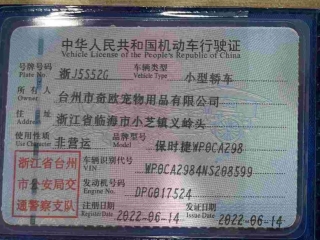 中华人民共和国机动车行驶证
Vehicle License of the People's Republic of China
号牌号码 浙J5552G 车辆类型 小型轿车
Plate No. Vehicle Type
所有人 台州市奇欧宠物用品有限公司
Owner
住址 浙江省临海市小芝镇义岭头
Address
使用性质 非营运 品牌型号 保时捷WP0CA298
Use Character Model
浙江省台州
市公安局交
通警察支队
车辆识别代号 WP0CA2984NS208599
VIN
发动机号码 DPG017524
Engine No.
注册日期 2022-06-14 发证日期 2022-06-14
Register Date Issue Date